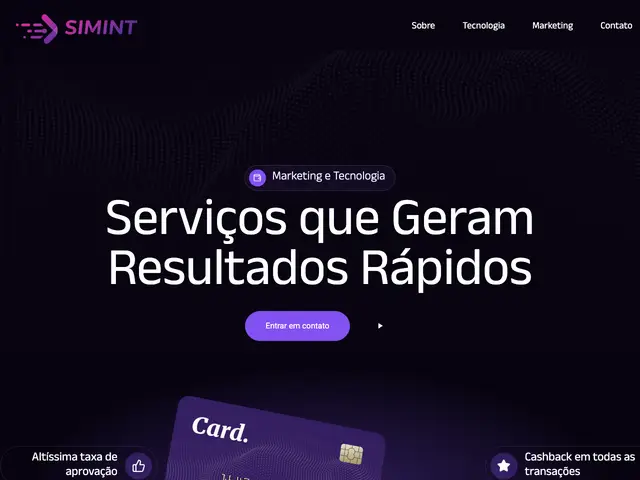 SIMINT
Sobre
Tecnologia
Marketing
Contato
Marketing e Tecnologia
Serviços que Geram
Resultados Rápidos
Entrar em contato
Card.
Altíssima taxa de
aprovação
Cashback em todas as
transações